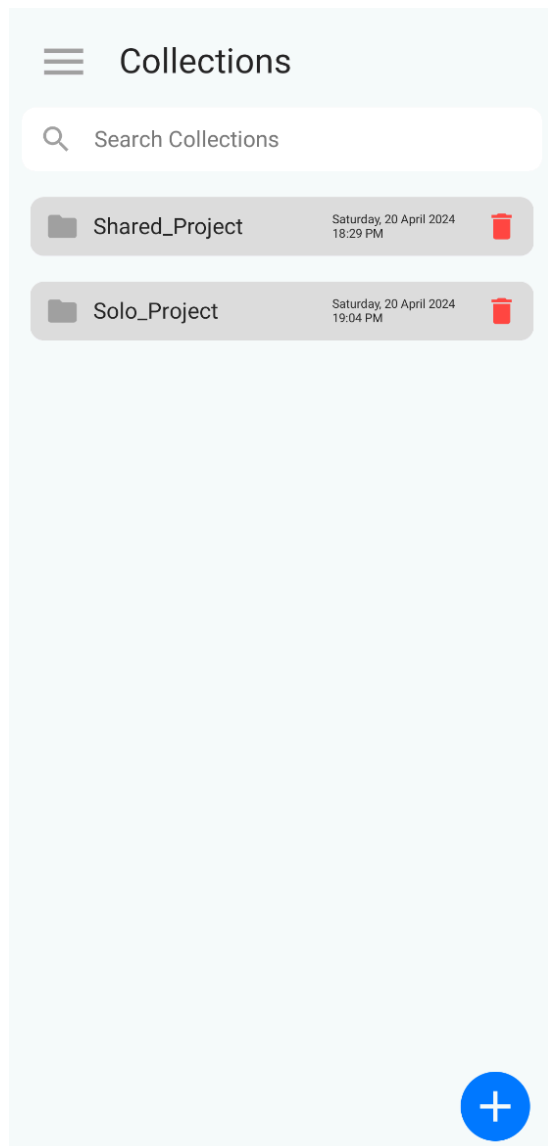 Collections
Search Collections
Shared_Project
Saturday, 20 April 2024
18:29 PM
Solo_Project
Saturday, 20 April 2024
19:04 PM